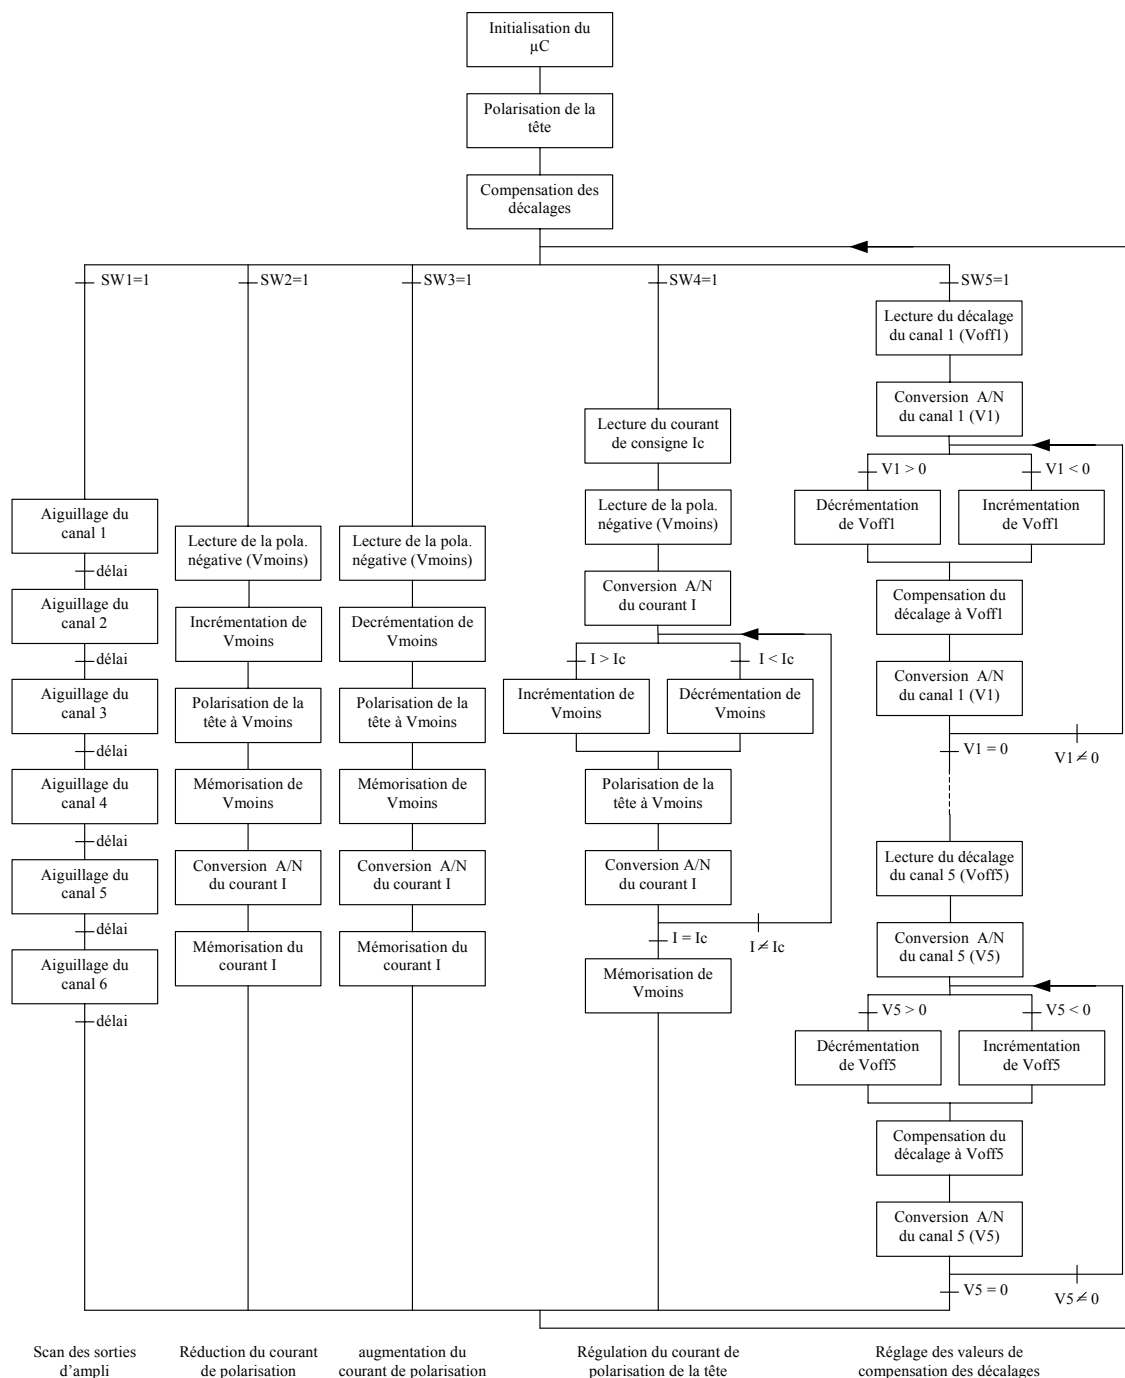 Initialisation du
µC
Polarisation de la
tête
Compensation des
décalages
SW1=1
SW2=1
SW3=1
SW4=1
SW5=1
Aiguillage du
canal 1
délai
Aiguillage du
canal 2
délai
Aiguillage du
canal 3
délai
Aiguillage du
canal 4
délai
Aiguillage du
canal 5
délai
Aiguillage du
canal 6
délai
Lecture de la pola.
négative (Vmoins)
Incrémentation de
Vmoins
Polarisation de la
tête à Vmoins
Mémorisation de
Vmoins
Conversion A/N
du courant I
Mémorisation du
courant I
Lecture de la pola.
négative (Vmoins)
Decrémentation de
Vmoins
Polarisation de la
tête à Vmoins
Mémorisation de
Vmoins
Conversion A/N
du courant I
Mémorisation du
courant I
Lecture du courant
de consigne Ic
Lecture de la pola.
négative (Vmoins)
Conversion A/N
du courant I
I > Ic
I < Ic
Incrémentation de
Vmoins
Décrémentation de
Vmoins
Polarisation de la
tête à Vmoins
Conversion A/N
du courant I
I = Ic
I ≠ Ic
Mémorisation de
Vmoins
Lecture du décalage
du canal 1 (Voff1)
Conversion A/N
du canal 1 (V1)
V1 > 0
V1 < 0
Décrémentation
de Voff1
Incrémentation
de Voff1
Compensation du
décalage à Voff1
Conversion A/N
du canal 1 (V1)
V1 = 0
V1 ≠ 0
Lecture du décalage
du canal 5 (Voff5)
Conversion A/N
du canal 5 (V5)
V5 > 0
V5 < 0
Décrémentation
de Voff5
Incrémentation
de Voff5
Compensation du
décalage à Voff5
Conversion A/N
du canal 5 (V5)
V5 = 0
V5 ≠ 0
Scan des sorties
d'ampli
Réduction du courant
de polarisation
augmentation du
courant de polarisation
Régulation du courant de
polarisation de la tête
Réglage des valeurs de
compensation des décalages